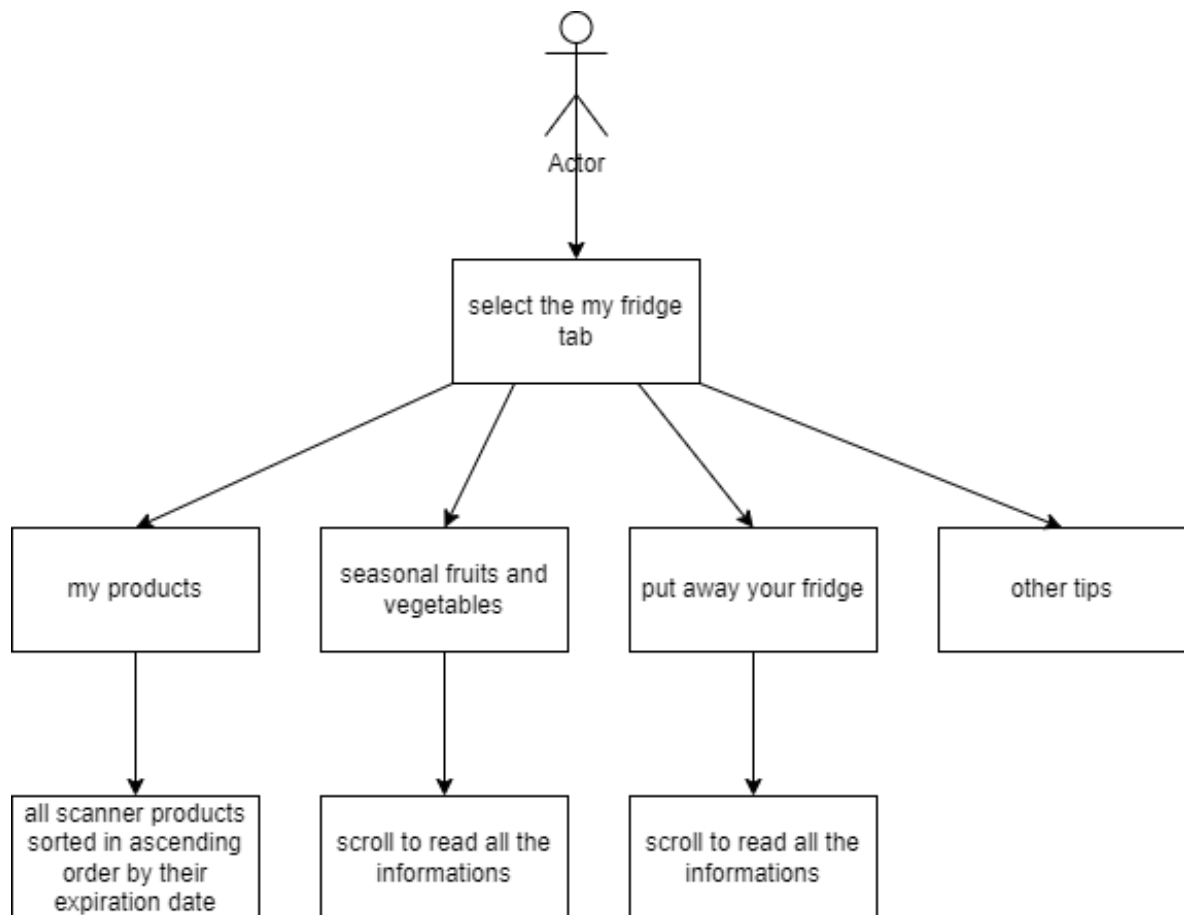 Actor
select the my fridge
tab
my products
seasonal fruits and
vegetables
put away your fridge
other tips
all scanner products
sorted in ascending
order by their
expiration date
scroll to read all the
informations
scroll to read all the
informations